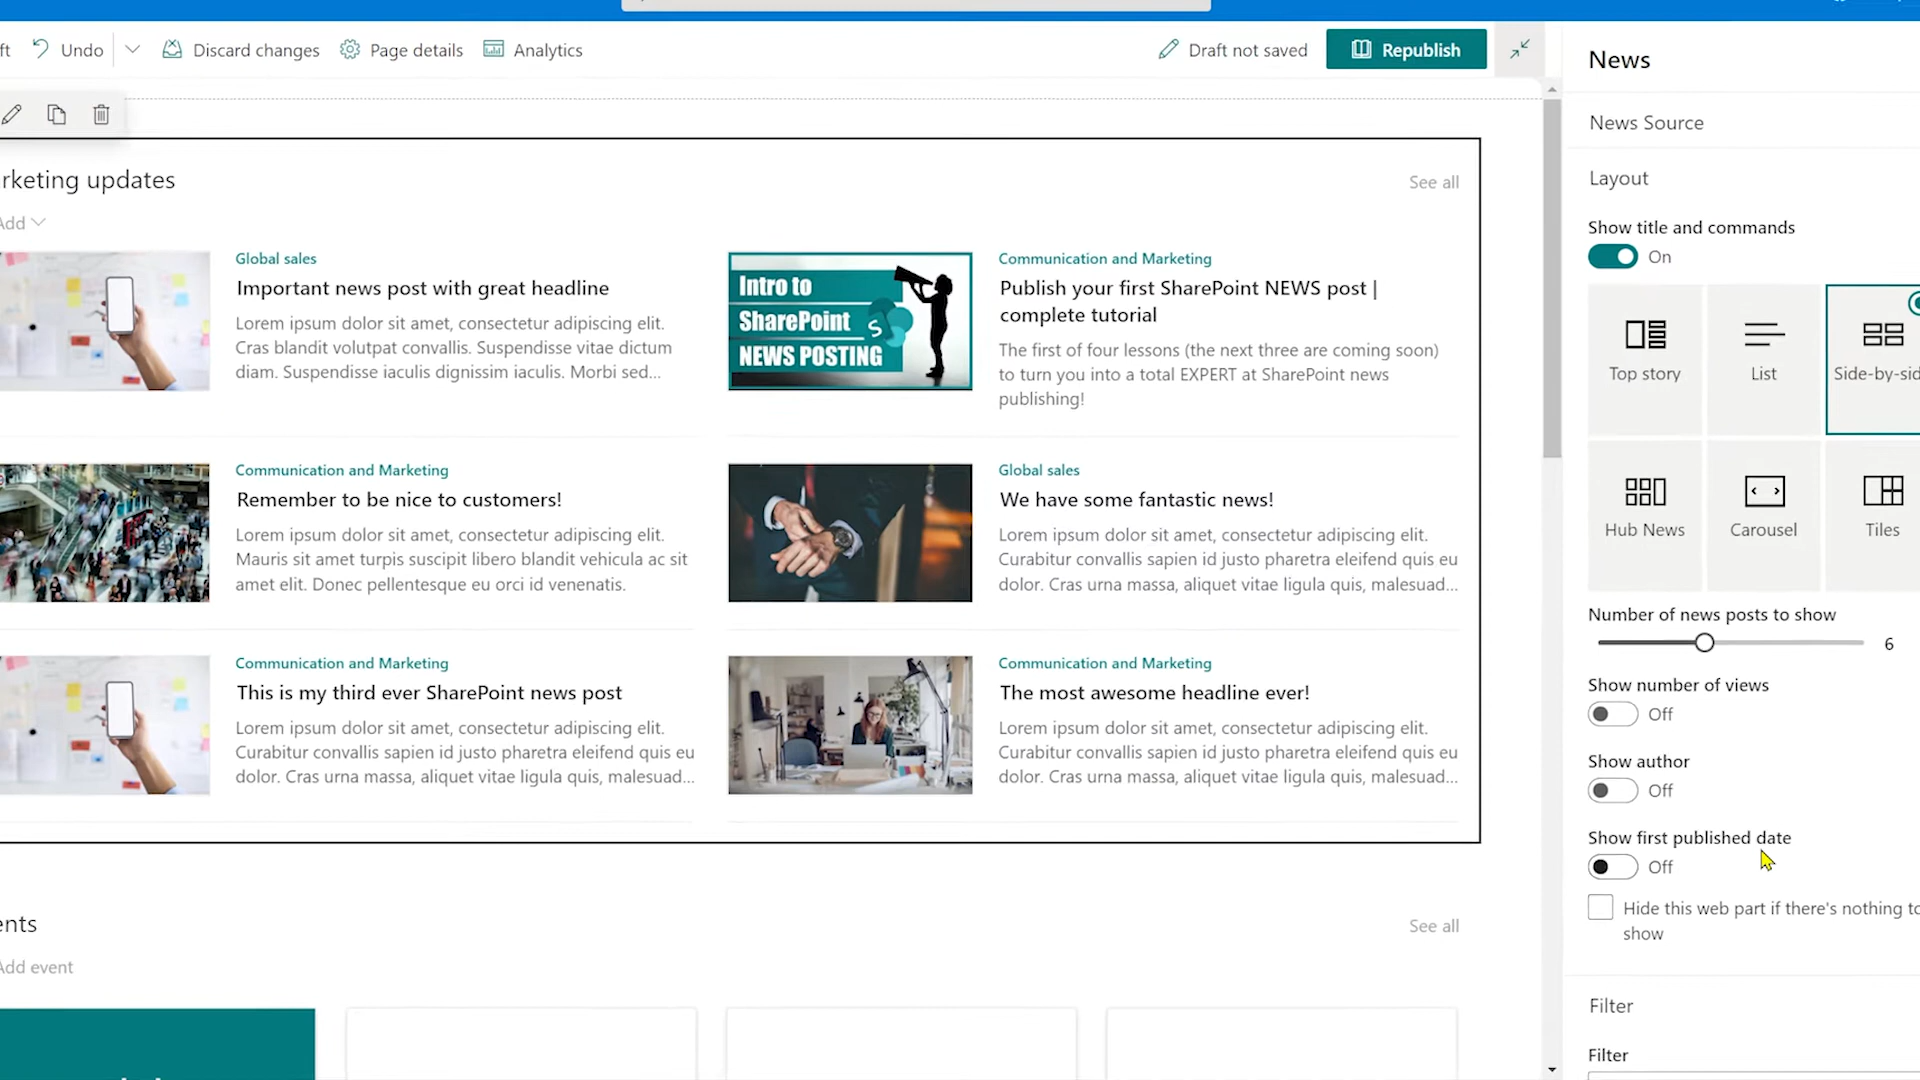 ft Undo Discard changes Page details Analytics Draft not saved Republish
rketing updates
See all
Add
Global sales
Important news post with great headline
Lorem ipsum dolor sit amet, consectetur adipiscing elit.
Cras blandit volutpat convallis. Suspendisse vitae dictum
diam. Suspendisse iaculis dignissim iaculis. Morbi sed...
Intro to
SharePoint
NEWS POSTING
S
Communication and Marketing
Publish your first SharePoint NEWS post |
complete tutorial
The first of four lessons (the next three are coming soon)
to turn you into a total EXPERT at SharePoint news
publishing!
Communication and Marketing
Remember to be nice to customers!
Lorem ipsum dolor sit amet, consectetur adipiscing elit.
Mauris sit amet turpis suscipit libero blandit vehicula ac sit
amet elit. Donec pellentesque eu orci id venenatis.
Global sales
We have some fantastic news!
Lorem ipsum dolor sit amet, consectetur adipiscing elit.
Curabitur convallis sapien id justo pharetra eleifend quis eu
dolor. Cras urna massa, aliquet vitae ligula quis, malesuad...
Communication and Marketing
This is my third ever SharePoint news post
Lorem ipsum dolor sit amet, consectetur adipiscing elit.
Curabitur convallis sapien id justo pharetra eleifend quis eu
dolor. Cras urna massa, aliquet vitae ligula quis, malesuad...
Communication and Marketing
The most awesome headline ever!
Lorem ipsum dolor sit amet, consectetur adipiscing elit.
Curabitur convallis sapien id justo pharetra eleifend quis eu
dolor. Cras urna massa, aliquet vitae ligula quis, malesuad...
ents
See all
Add event
News
News Source
Layout
Show title and commands
On
Top story List Side-by-sid
Hub News Carousel Tiles
Number of news posts to show
6
Show number of views
Off
Show author
Off
Show first published date
Off
Hide this web part if there's nothing to
show
Filter
Filter